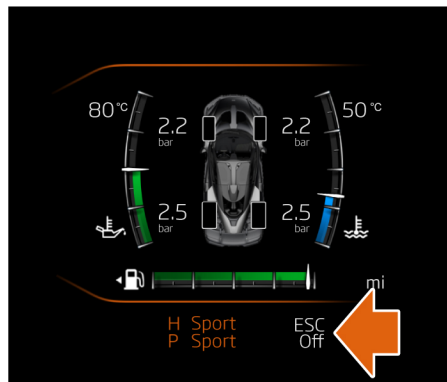 80 °C
50 °C
2.2 bar
2.2 bar
2.5 bar
2.5 bar
mi
H Sport
P Sport
ESC
Off